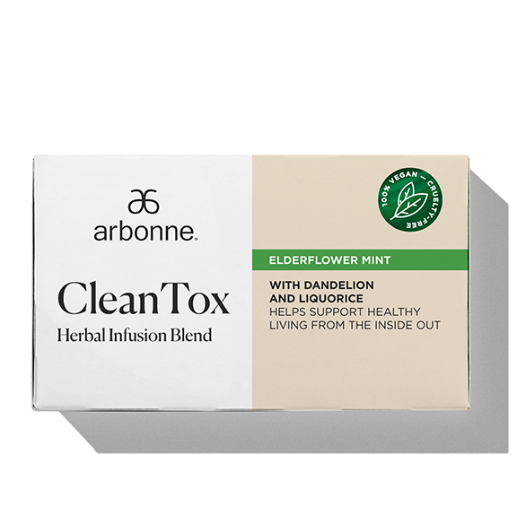 arbonne®
CleanTox
Herbal Infusion Blend
100% VEGAN — CRUELTY-FREE
ELDERFLOWER MINT
WITH DANDELION
AND LIQUORICE
HELPS SUPPORT HEALTHY
LIVING FROM THE INSIDE OUT